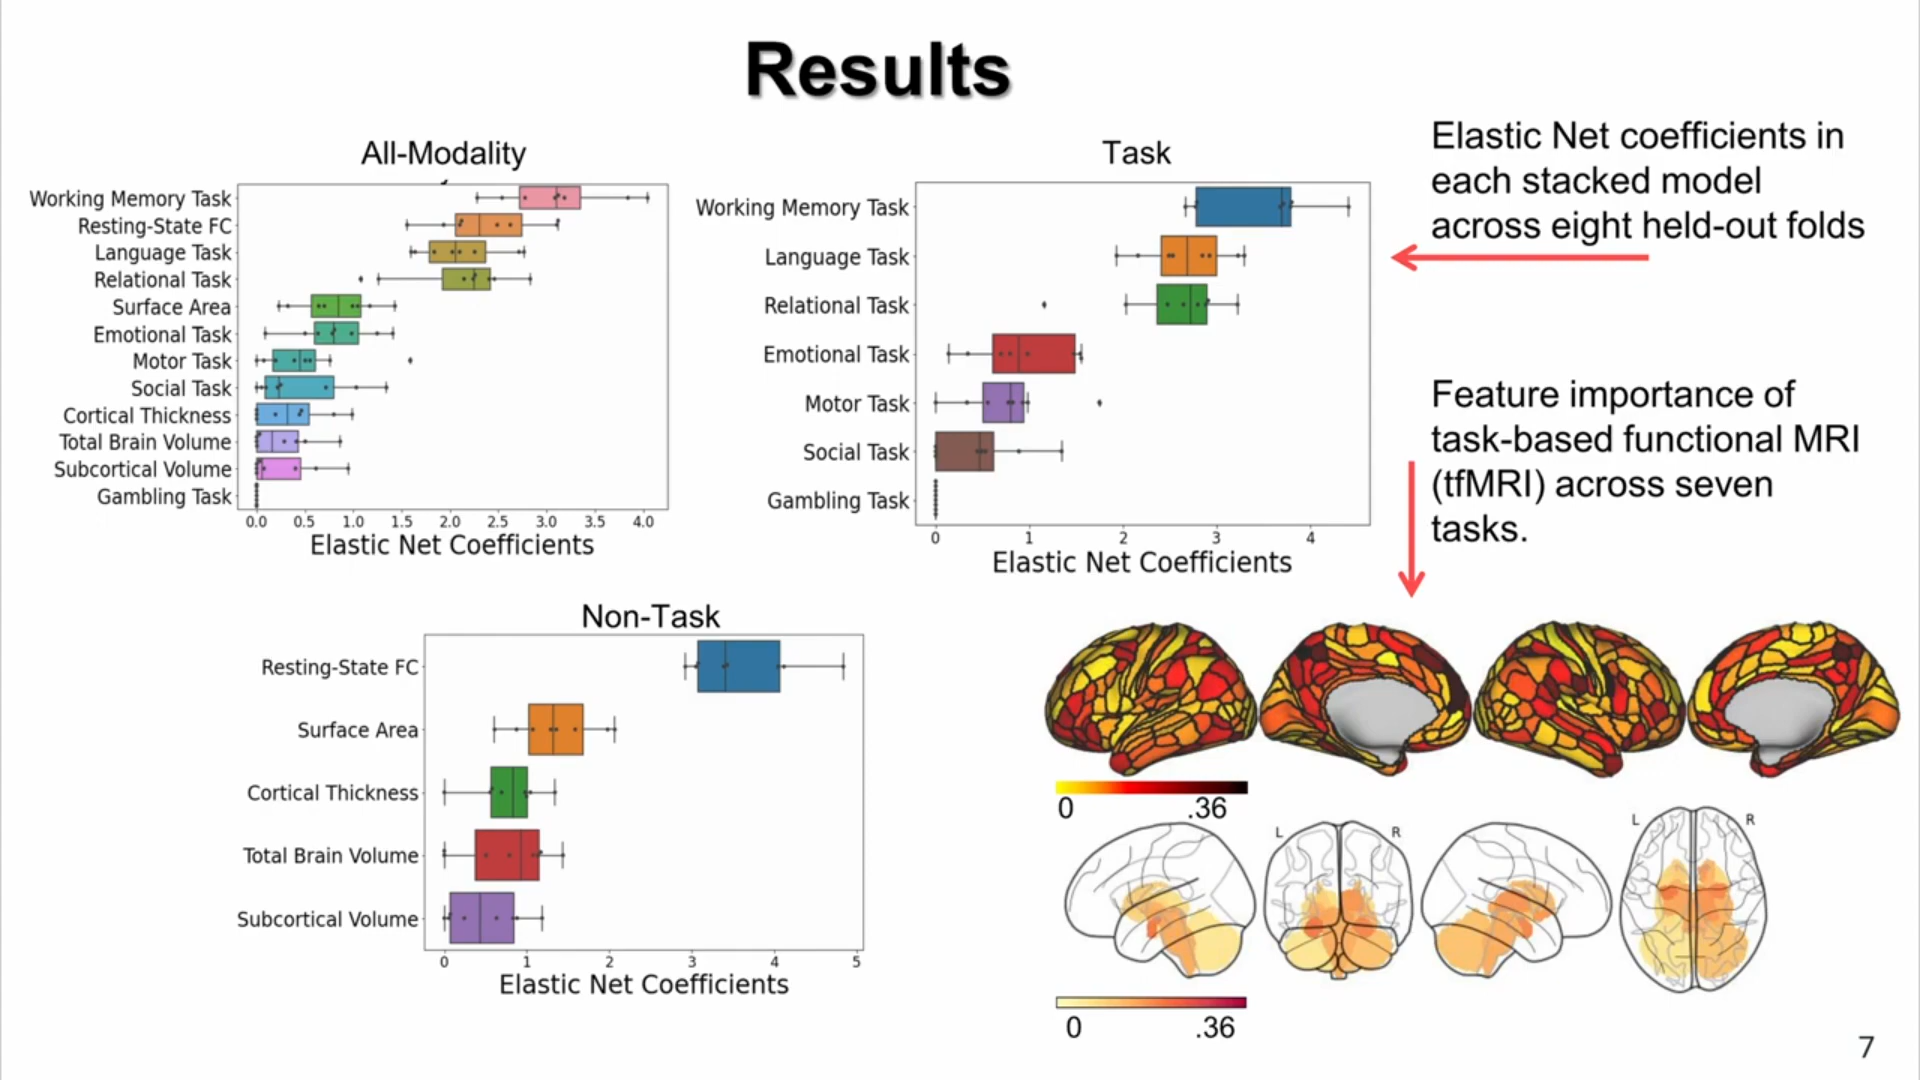 Results
All-Modality
Working Memory Task
Resting-State FC
Language Task
Relational Task
Surface Area
Emotional Task
Motor Task
Social Task
Cortical Thickness
Total Brain Volume
Subcortical Volume
Gambling Task
0.0 0.5 1.0 1.5 2.0 2.5 3.0 3.5 4.0
Elastic Net Coefficients
Task
Working Memory Task
Language Task
Relational Task
Emotional Task
Motor Task
Social Task
Gambling Task
0 1 2 3 4
Elastic Net Coefficients
Elastic Net coefficients in
each stacked model
across eight held-out folds
Feature importance of
task-based functional MRI
(tfMRI) across seven
tasks.
Non-Task
Resting-State FC
Surface Area
Cortical Thickness
Total Brain Volume
Subcortical Volume
0 1 2 3 4 5
Elastic Net Coefficients
0 .36
L R L R
0 .36
7